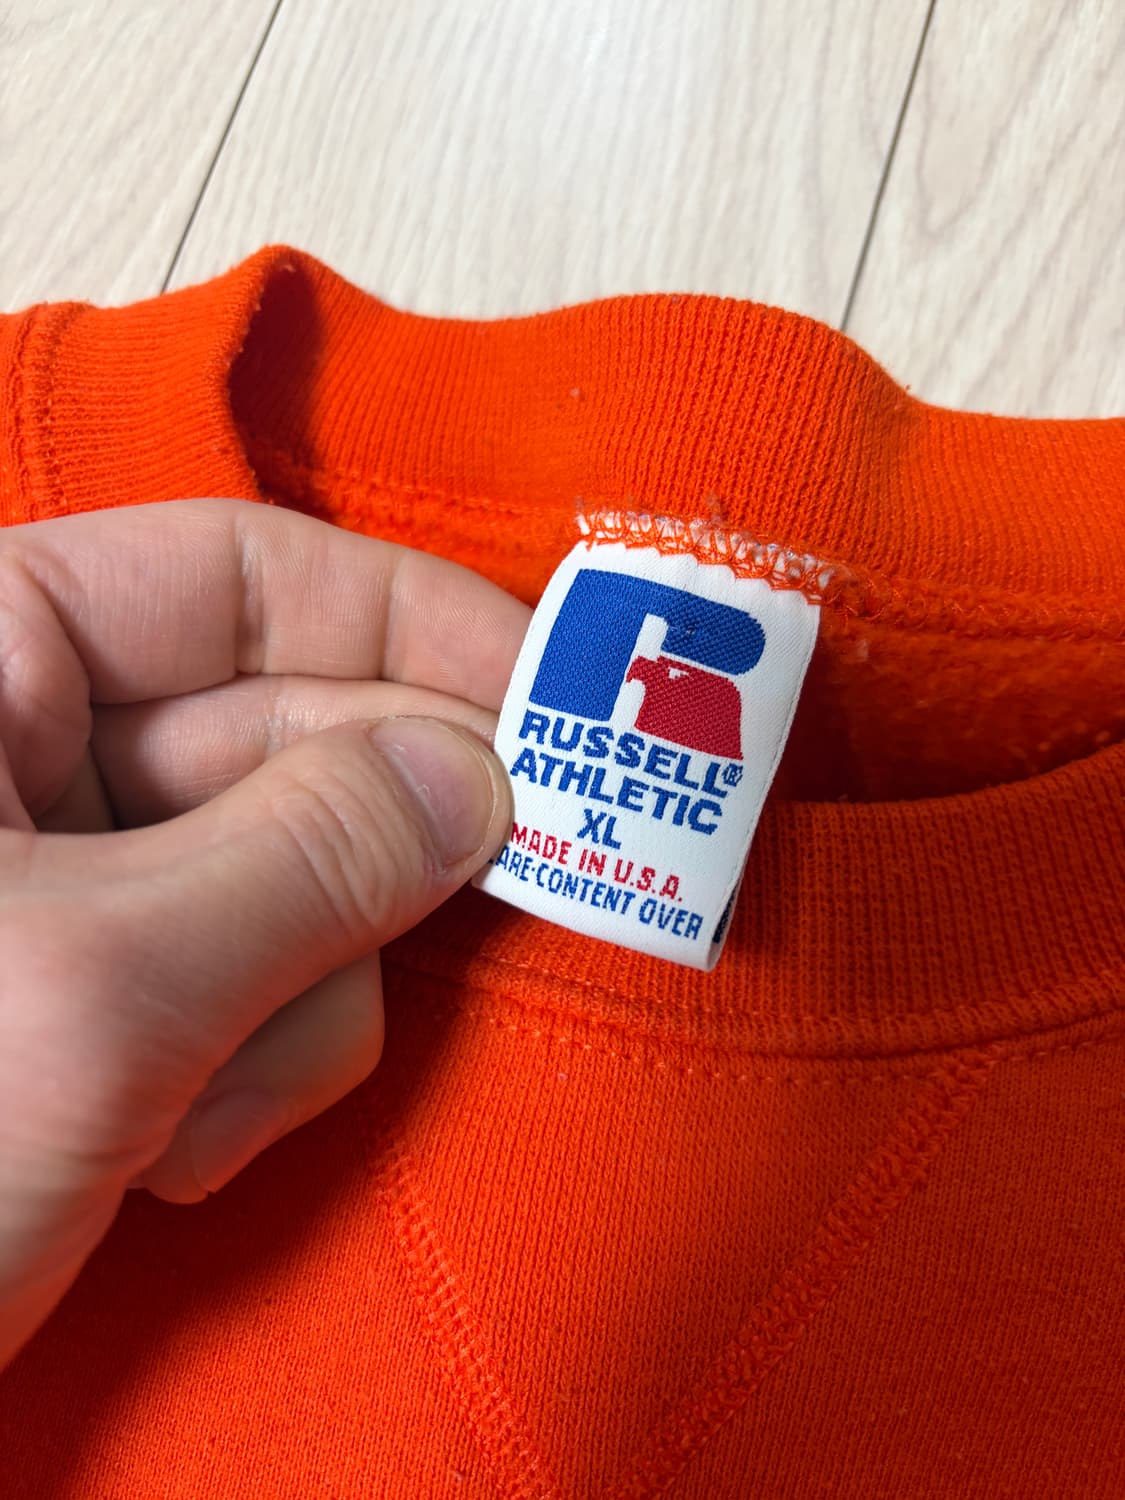 RUSSELL®
ATHLETIC
XL
MADE IN U.S.A.
CARE·CONTENT OVER